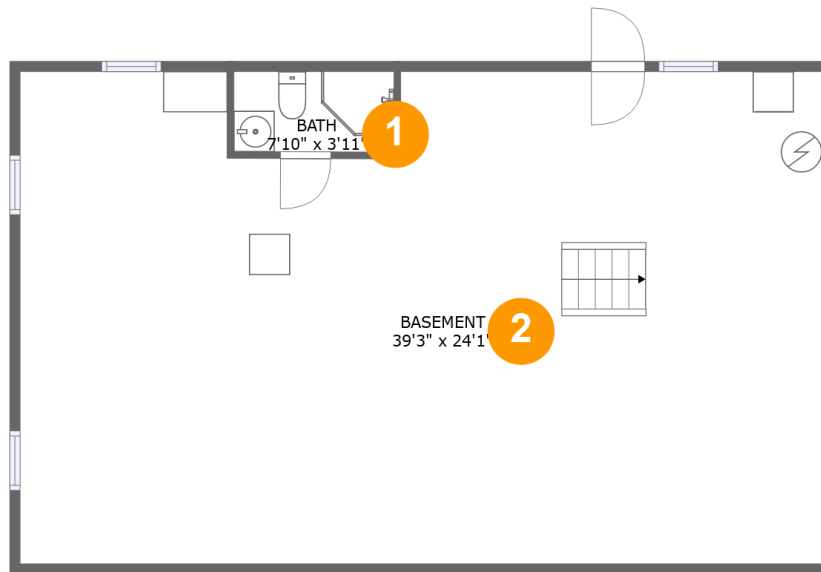 BATH
7'10" x 3'11"
1
BASEMENT
39'3" x 24'1"
2